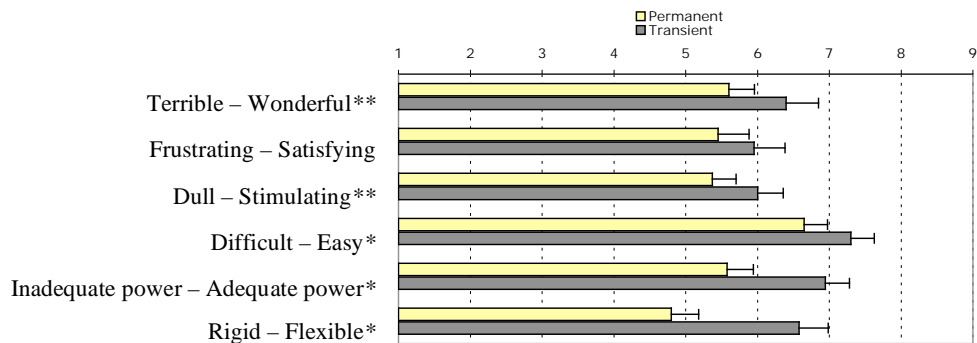 Permanent
Transient
1 2 3 4 5 6 7 8 9
Terrible – Wonderful**
Frustrating – Satisfying
Dull – Stimulating**
Difficult – Easy*
Inadequate power – Adequate power*
Rigid – Flexible*